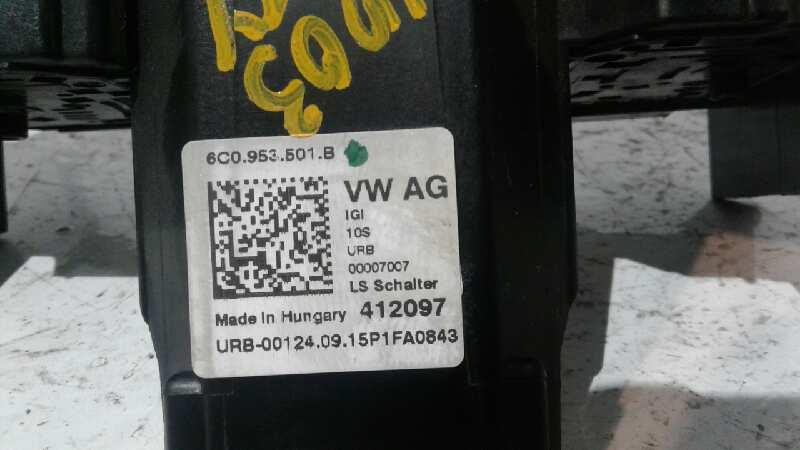 6C0.953.501.B
VW AG
IGI
10S
URB
00007007
LS Schalter
Made in Hungary 412097
URB-00124.09.15P1FA0843